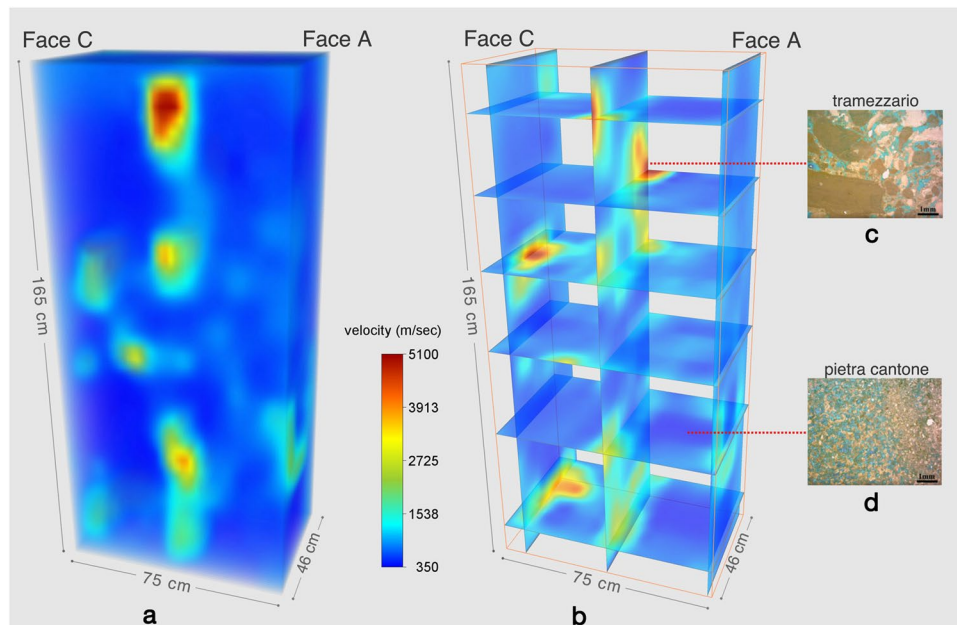 Face C
Face A
165 cm
75 cm
46 cm
a
velocity (m/sec)
5100
3913
2725
1538
350
Face C
Face A
165 cm
75 cm
46 cm
b
tramezzario
1mm
c
pietra cantone
1mm
d